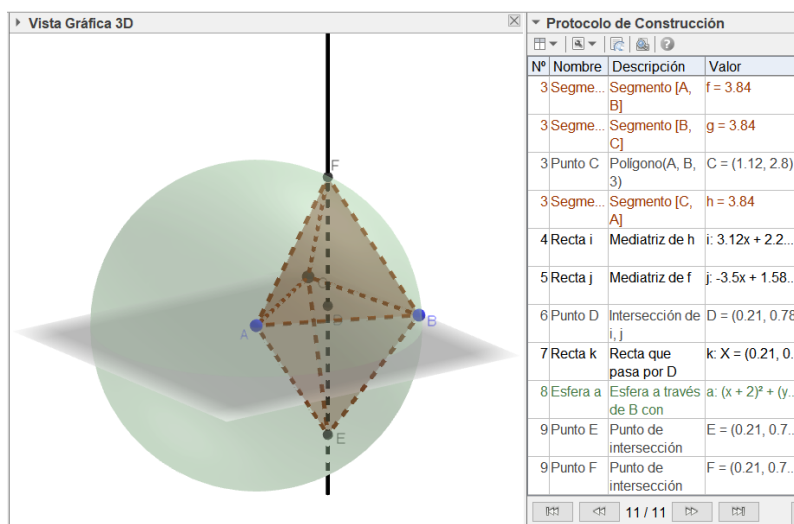 Vista Gráfica 3D
F
C
D
A
B
E
Protocolo de Construcción
Nº Nombre Descripción Valor
3 Segme... Segmento [A, B] f = 3.84
3 Segme... Segmento [B, C] g = 3.84
3 Punto C Polígono(A, B, 3) C = (1.12, 2.8)
3 Segme... Segmento [C, A] h = 3.84
4 Recta i Mediatriz de h i: 3.12x + 2.2...
5 Recta j Mediatriz de f j: -3.5x + 1.58...
6 Punto D Intersección de i, j D = (0.21, 0.78
7 Recta k Recta que pasa por D k: X = (0.21, 0.
8 Esfera a Esfera a través de B con a: (x + 2)² + (y...
9 Punto E Punto de intersección E = (0.21, 0.7...
9 Punto F Punto de intersección F = (0.21, 0.7...
11 / 11